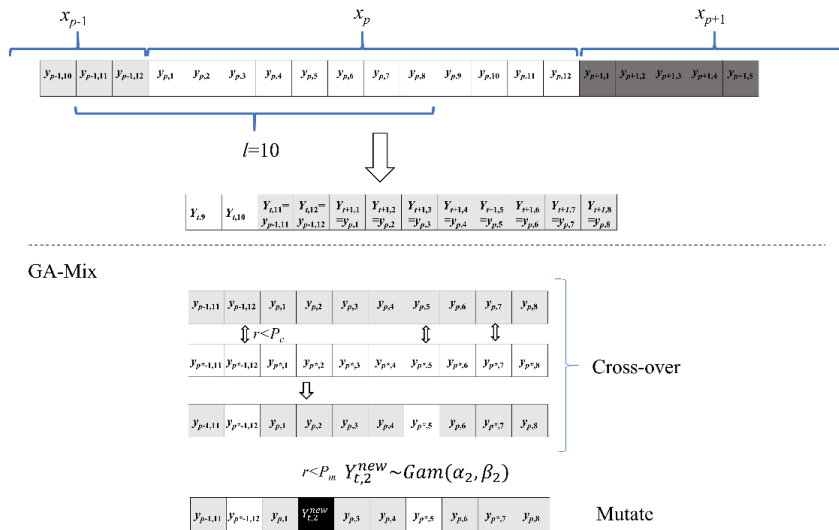 x_{p-1} x_p x_{p+1}
y_{p-1,10} y_{p-1,11} y_{p-1,12} y_{p,1} y_{p,2} y_{p,3} y_{p,4} y_{p,5} y_{p,6} y_{p,7} y_{p,8} y_{p,9} y_{p,10} y_{p,11} y_{p,12} y_{p+1,1} y_{p+1,2} y_{p+1,3} y_{p+1,4} y_{p+1,5}
l=10
Y_{t,9} Y_{t,10} Y_{t,11}=y_{p-1,11} Y_{t,12}=y_{p-1,12} Y_{t+1,1}=y_{p,1} Y_{t+1,2}=y_{p,2} Y_{t+1,3}=y_{p,3} Y_{t+1,4}=y_{p,4} Y_{t+1,5}=y_{p,5} Y_{t+1,6}=y_{p,6} Y_{t+1,7}=y_{p,7} Y_{t+1,8}=y_{p,8}
GA-Mix
y_{p-1,11} y_{p-1,12} y_{p,1} y_{p,2} y_{p,3} y_{p,4} y_{p,5} y_{p,6} y_{p,7} y_{p,8}
r<P_c
y_{p*-1,11} y_{p*-1,12} y_{p*,1} y_{p*,2} y_{p*,3} y_{p*,4} y_{p*,5} y_{p*,6} y_{p*,7} y_{p*,8}
Cross-over
y_{p-1,11} y_{p*-1,12} y_{p,1} y_{p,2} y_{p,3} y_{p,4} y_{p*,5} y_{p,6} y_{p*,7} y_{p,8}
r<P_m Y_{t,2}^{new}~Gam(α_2, β_2)
y_{p-1,11} y_{p*-1,12} y_{p,1} Y_{t,2}^{new} y_{p,3} y_{p,4} y_{p*,5} y_{p,6} y_{p*,7} y_{p,8}
Mutate